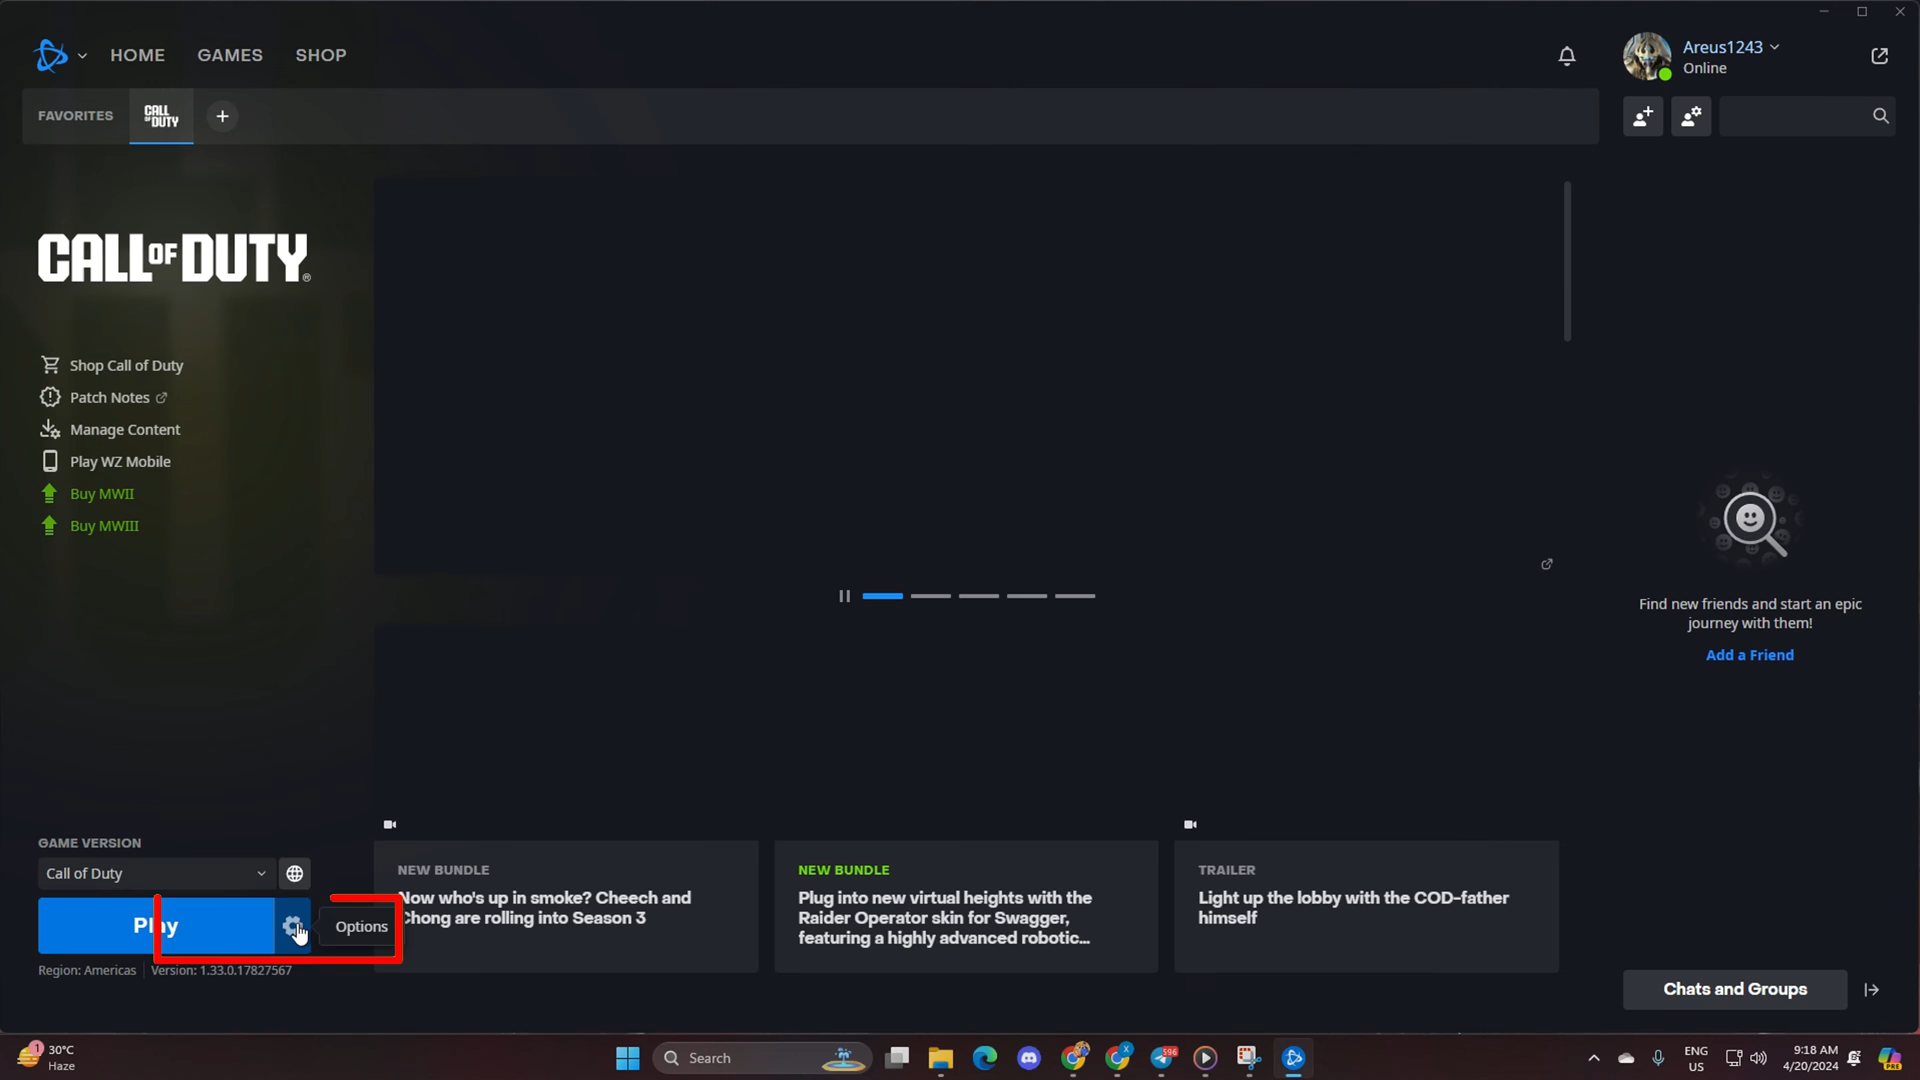 HOME
GAMES
SHOP
Areus1243
Online
FAVORITES
CALL OF DUTY
CALL OF DUTY®
Shop Call of Duty
Patch Notes
Manage Content
Play WZ Mobile
Buy MWII
Buy MWIII
Find new friends and start an epic
journey with them!
Add a Friend
GAME VERSION
Call of Duty
Play
Options
Region: Americas
Version: 1.33.0.17827567
NEW BUNDLE
Now who's up in smoke? Cheech and
Chong are rolling into Season 3
NEW BUNDLE
Plug into new virtual heights with the
Raider Operator skin for Swagger,
featuring a highly advanced robotic...
TRAILER
Light up the lobby with the COD-father
himself
Chats and Groups
1
30°C
Haze
Search
X
596
ENG
US
9:18 AM
4/20/2024
PRE